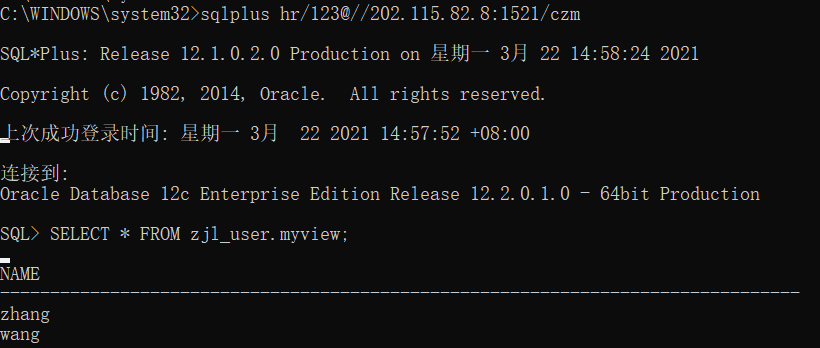 C:\WINDOWS\system32>sqlplus hr/123@//202.115.82.8:1521/czm
SQL*Plus: Release 12.1.0.2.0 Production on 星期一 3月 22 14:58:24 2021
Copyright (c) 1982, 2014, Oracle.  All rights reserved.
上次成功登录时间: 星期一 3月  22 2021 14:57:52 +08:00
连接到:
Oracle Database 12c Enterprise Edition Release 12.2.0.1.0 - 64bit Production
SQL> SELECT * FROM zjl_user.myview;
NAME
--------------------------------------------------------------------------------
zhang
wang